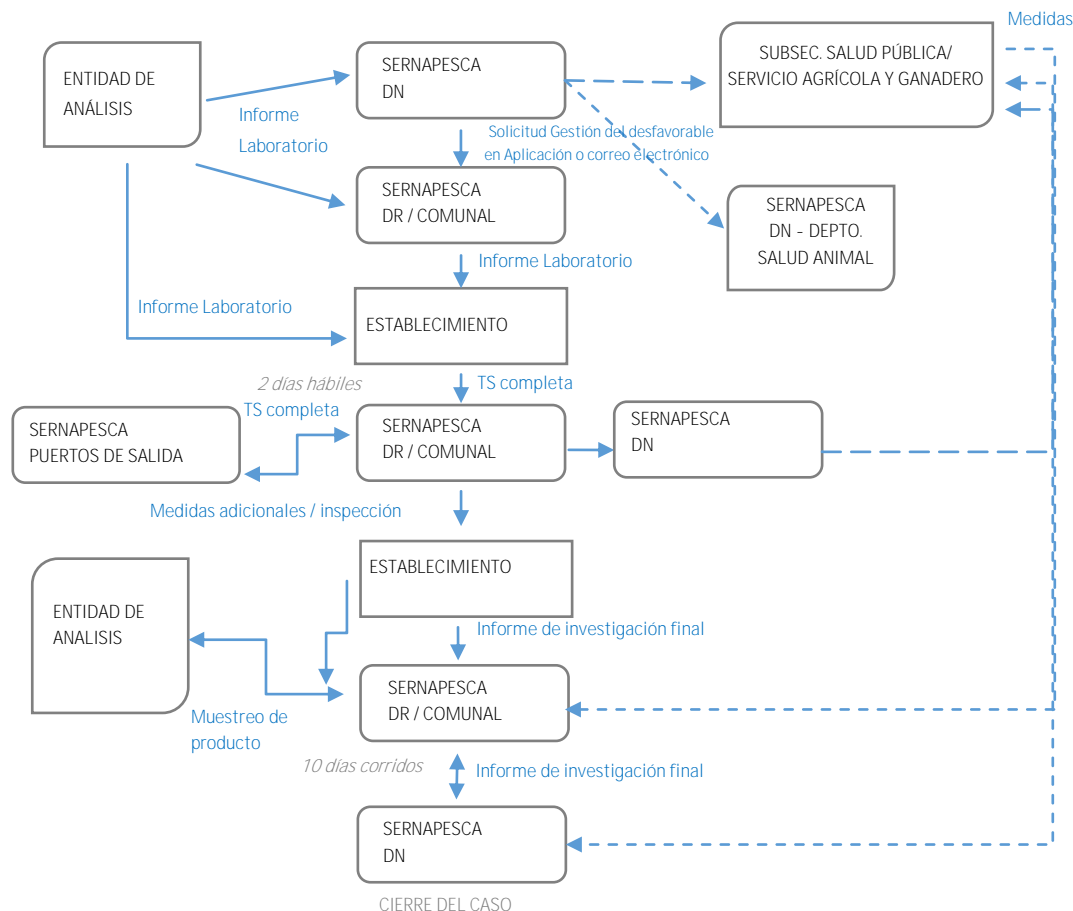 Medidas
ENTIDAD DE
ANÁLISIS
SERNAPESCA
DN
SUBSEC. SALUD PÚBLICA/
SERVICIO AGRÍCOLA Y GANADERO
Informe
Laboratorio
Solicitud Gestión del desfavorable
en Aplicación o correo electrónico
SERNAPESCA
DR / COMUNAL
SERNAPESCA
DN - DEPTO.
SALUD ANIMAL
Informe Laboratorio
Informe Laboratorio
ESTABLECIMIENTO
2 días hábiles
TS completa
TS completa
SERNAPESCA
PUERTOS DE SALIDA
SERNAPESCA
DR / COMUNAL
SERNAPESCA
DN
Medidas adicionales / inspección
ESTABLECIMIENTO
ENTIDAD DE
ANALISIS
Informe de investigación final
SERNAPESCA
DR / COMUNAL
Muestreo de
producto
10 días corridos
Informe de investigación final
SERNAPESCA
DN
CIERRE DEL CASO